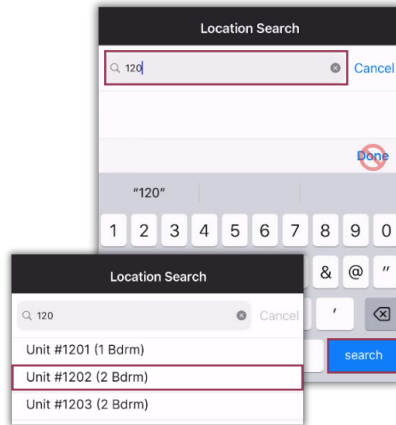 Location Search
120
Cancel
Done
"120"
1 2 3 4 5 6 7 8 9 0
& @ "
'
search
Location Search
120
Cancel
Unit #1201 (1 Bdrm)
Unit #1202 (2 Bdrm)
Unit #1203 (2 Bdrm)